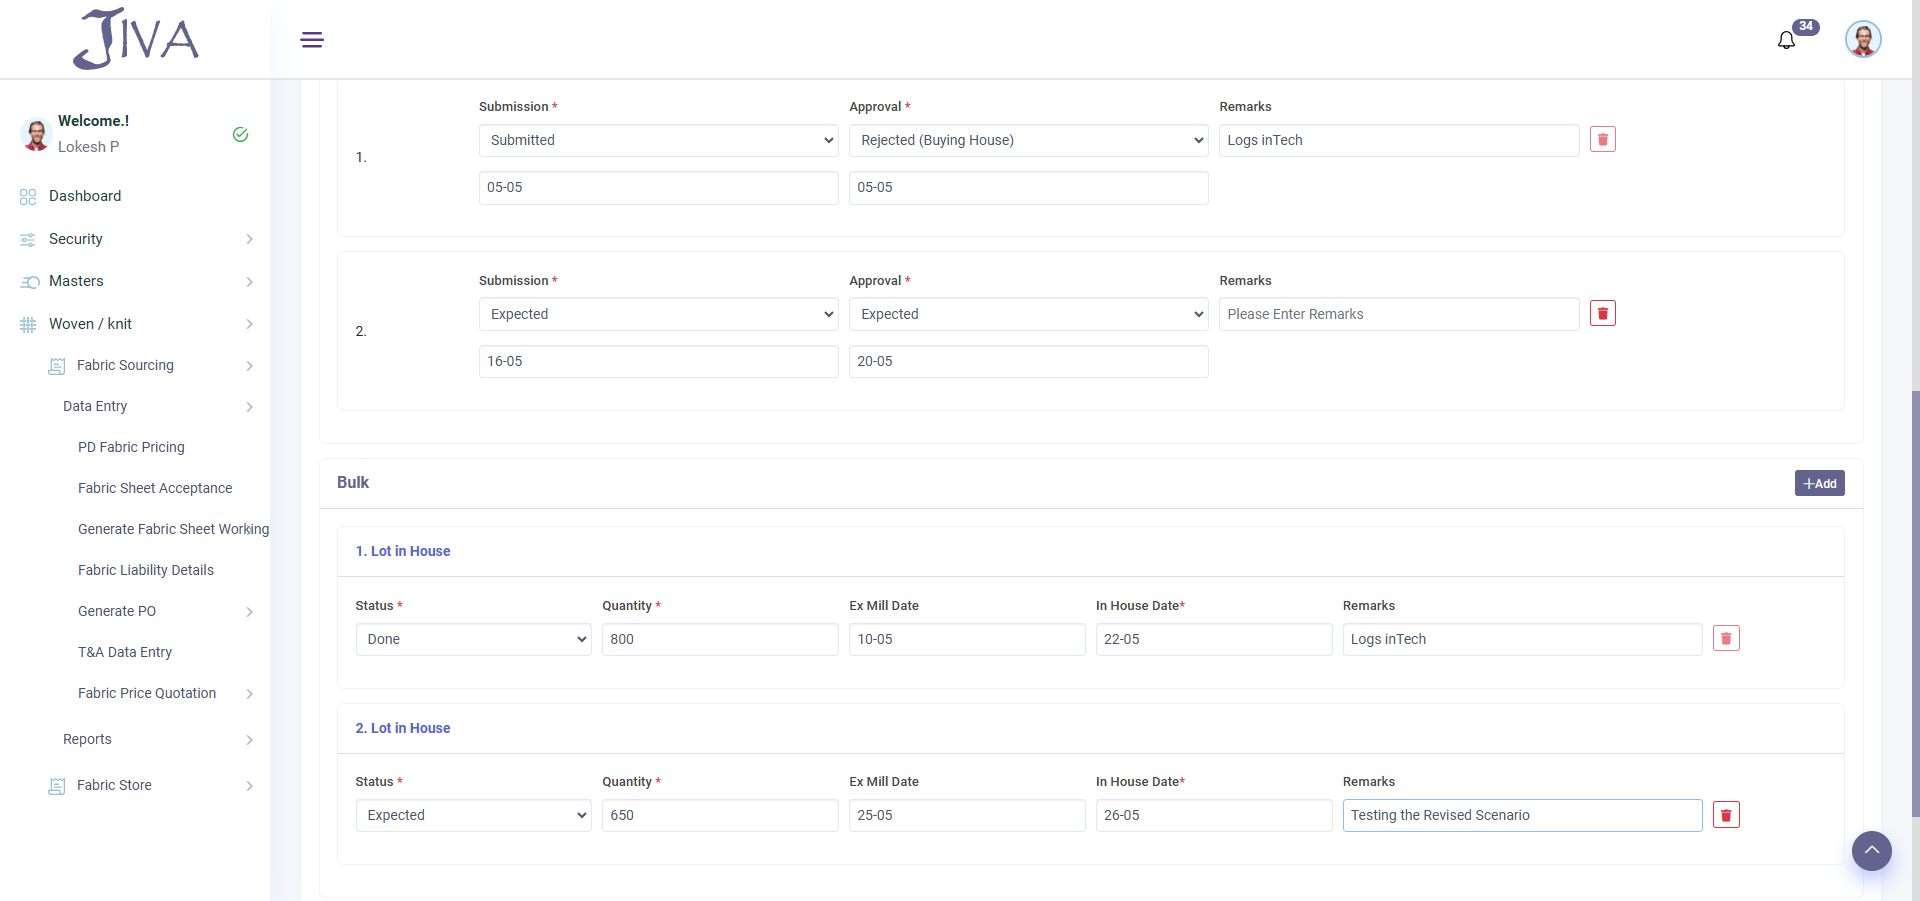 JIVA
34
Welcome.!
Lokesh P
Dashboard
Security
Masters
Woven / knit
Fabric Sourcing
Data Entry
PD Fabric Pricing
Fabric Sheet Acceptance
Generate Fabric Sheet Working
Fabric Liability Details
Generate PO
T&A Data Entry
Fabric Price Quotation
Reports
Fabric Store
Submission * Approval * Remarks
1. Submitted Rejected (Buying House) Logs inTech
05-05 05-05
Submission * Approval * Remarks
2. Expected Expected Please Enter Remarks
16-05 20-05
Bulk +Add
1. Lot in House
Status * Quantity * Ex Mill Date In House Date* Remarks
Done 800 10-05 22-05 Logs inTech
2. Lot in House
Status * Quantity * Ex Mill Date In House Date* Remarks
Expected 650 25-05 26-05 Testing the Revised Scenario